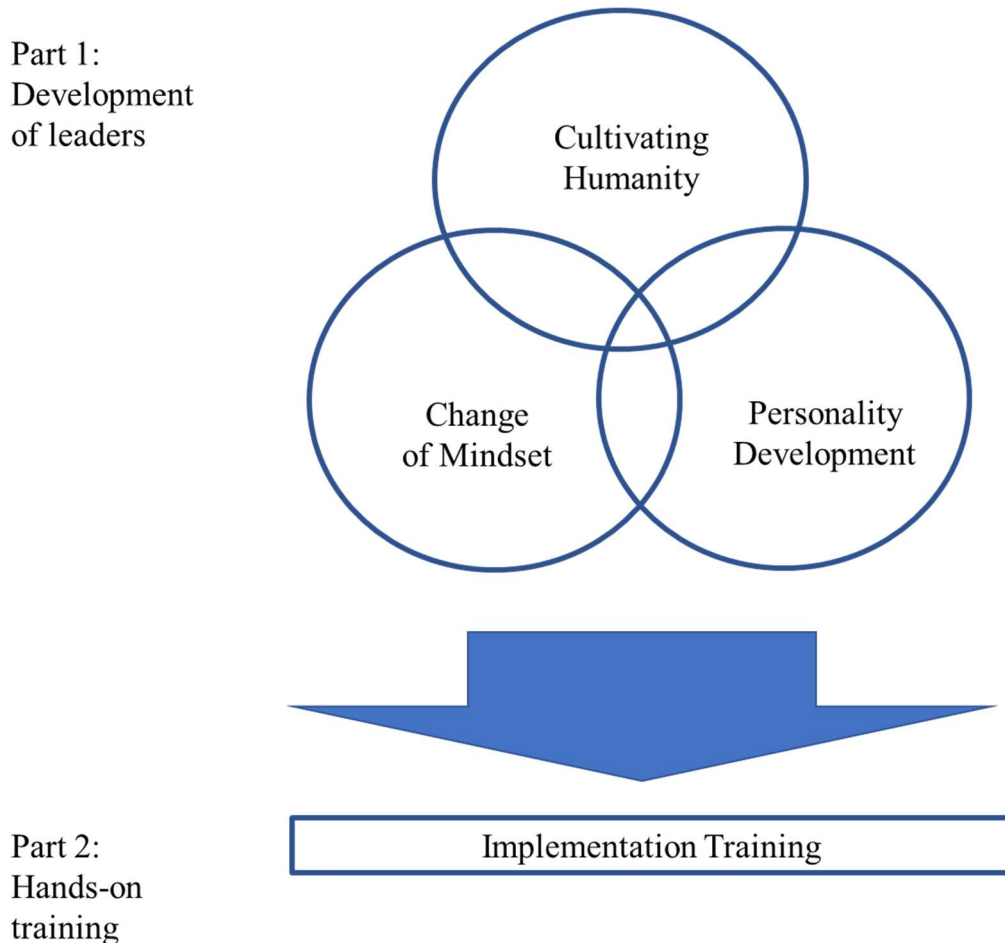 Part 1:
Development
of leaders
Cultivating
Humanity
Change
of Mindset
Personality
Development
Part 2:
Hands-on
training
Implementation Training